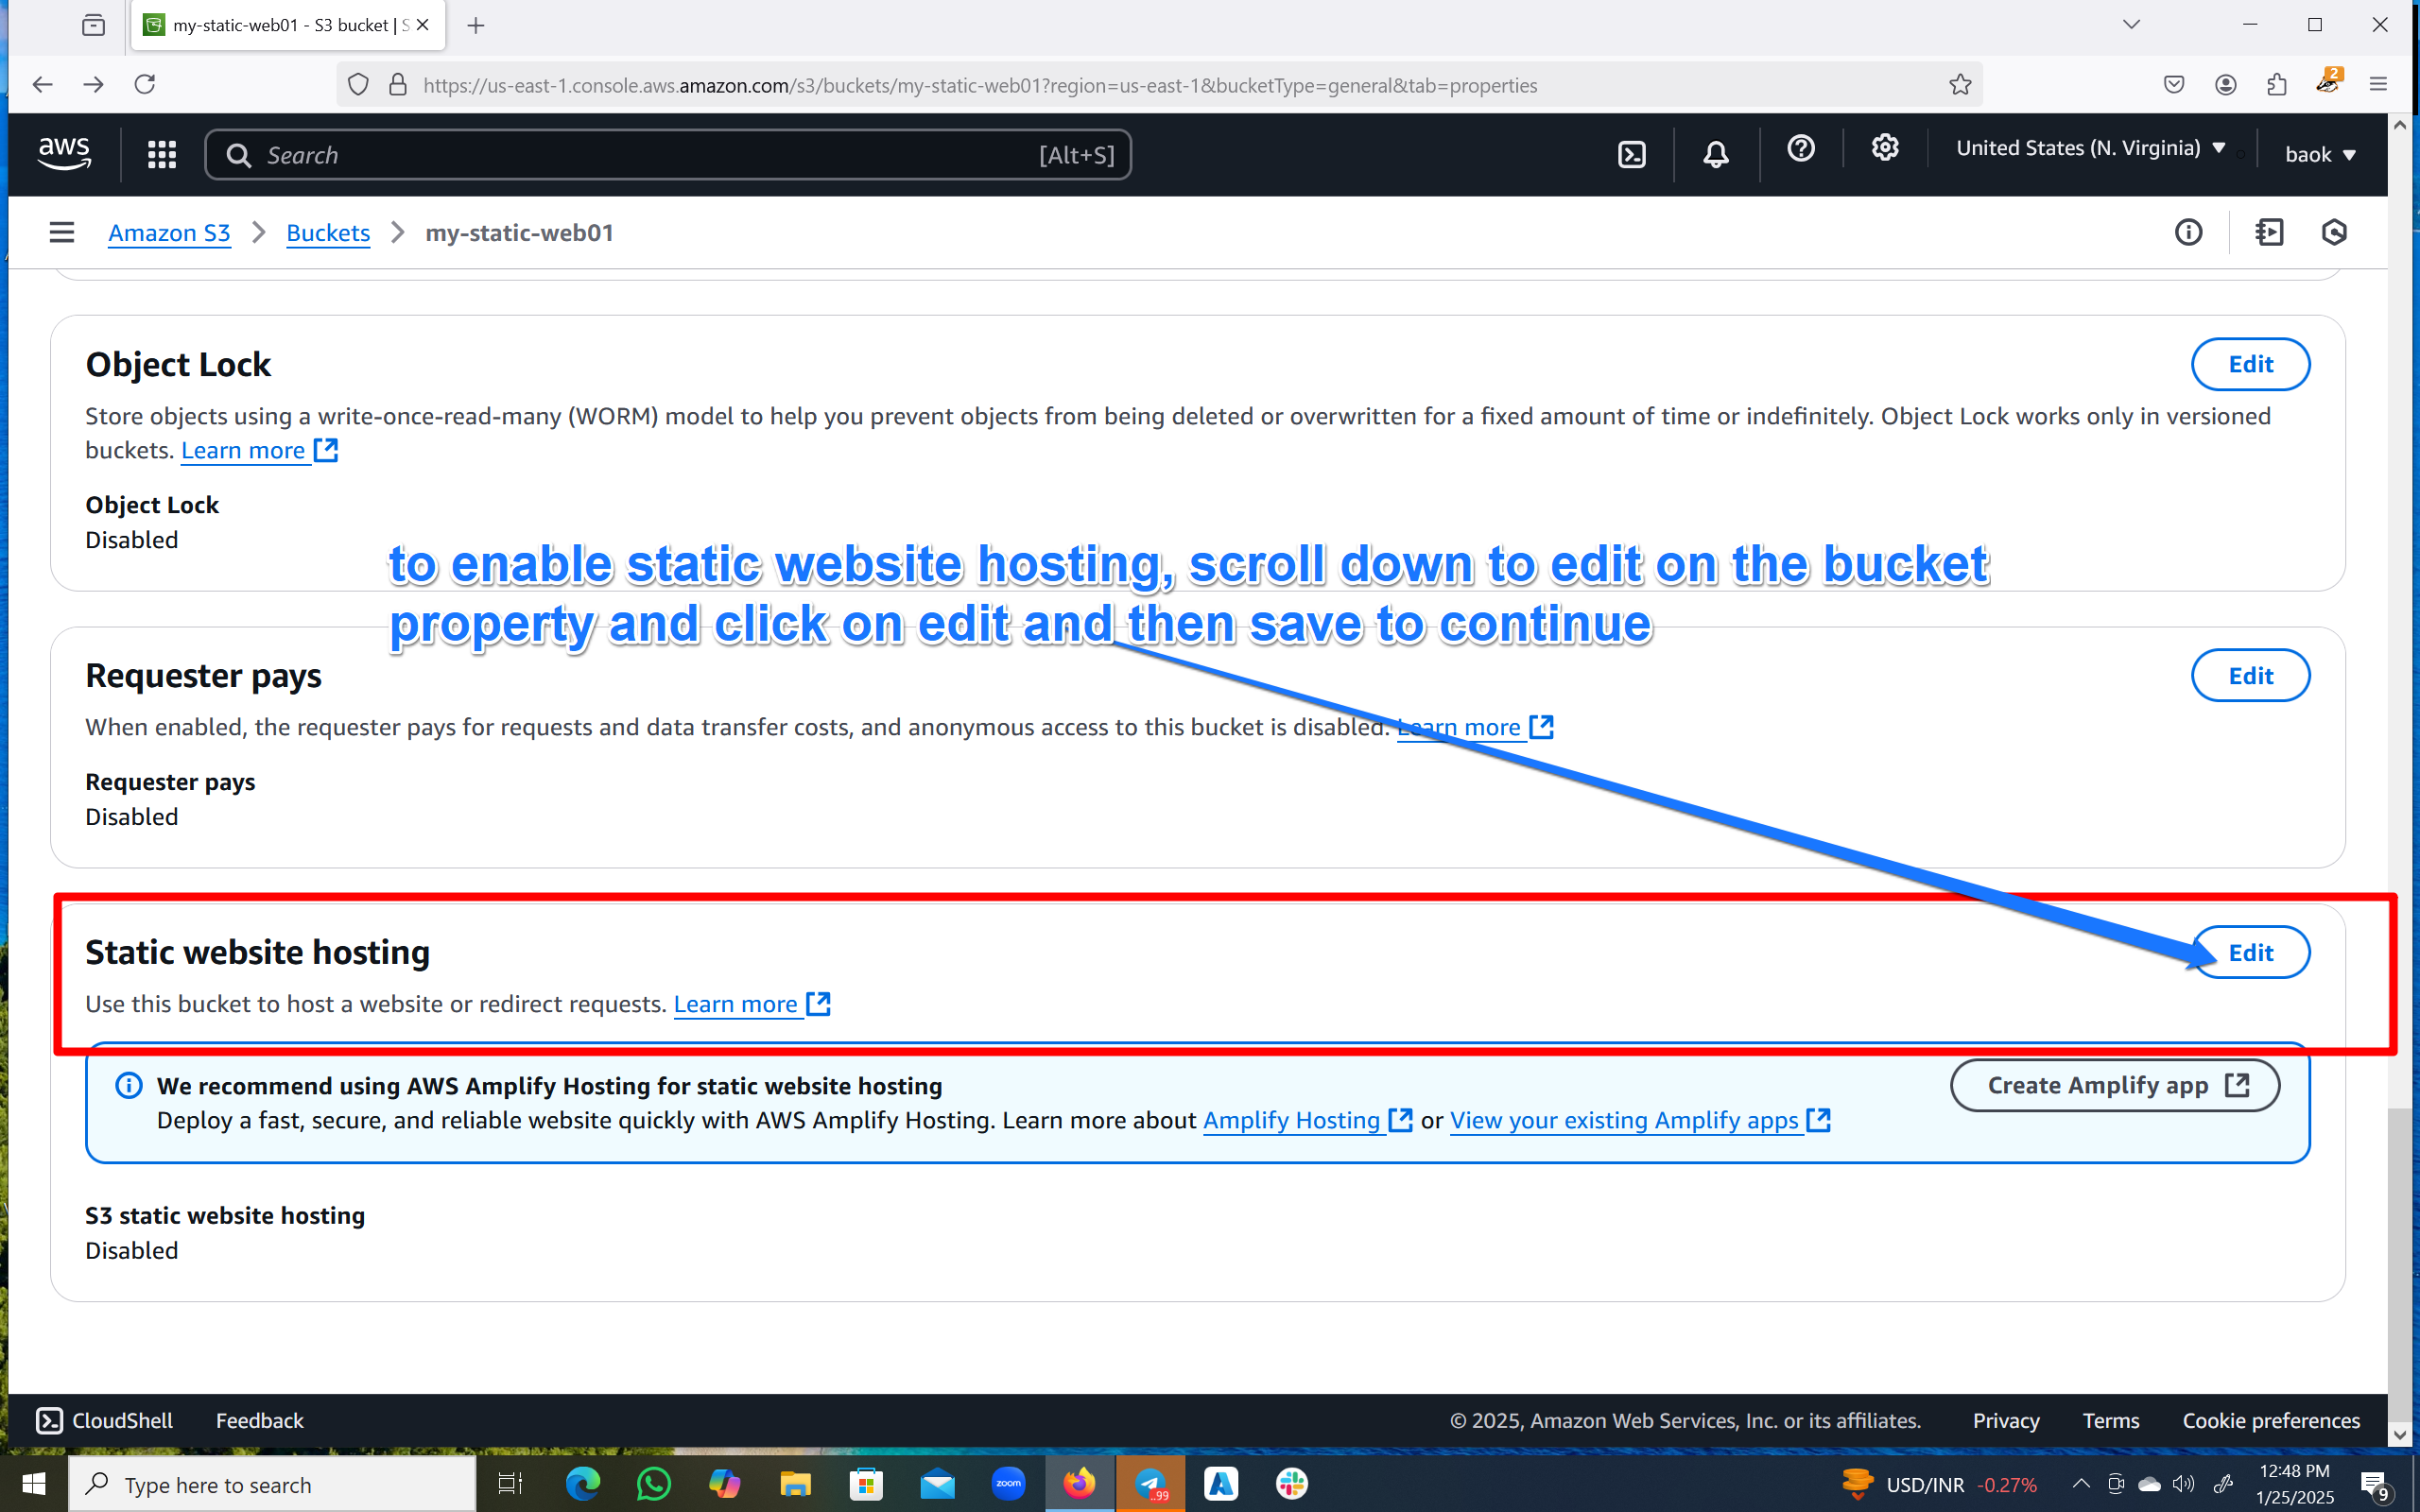 my-static-web01 - S3 bucket | S
https://us-east-1.console.aws.amazon.com/s3/buckets/my-static-web01?region=us-east-1&bucketType=general&tab=properties
2
aws
Search
[Alt+S]
United States (N. Virginia)
baok
Amazon S3
Buckets
my-static-web01
Object Lock
Edit
Store objects using a write-once-read-many (WORM) model to help you prevent objects from being deleted or overwritten for a fixed amount of time or indefinitely. Object Lock works only in versioned
buckets. Learn more
Object Lock
Disabled
to enable static website hosting, scroll down to edit on the bucket
property and click on edit and then save to continue
Requester pays
Edit
When enabled, the requester pays for requests and data transfer costs, and anonymous access to this bucket is disabled. Learn more
Requester pays
Disabled
Static website hosting
Edit
Use this bucket to host a website or redirect requests. Learn more
We recommend using AWS Amplify Hosting for static website hosting
Create Amplify app
Deploy a fast, secure, and reliable website quickly with AWS Amplify Hosting. Learn more about Amplify Hosting or View your existing Amplify apps
S3 static website hosting
Disabled
CloudShell
Feedback
© 2025, Amazon Web Services, Inc. or its affiliates.
Privacy
Terms
Cookie preferences
Type here to search
zoom
..99
USD/INR -0.27%
12:48 PM
1/25/2025
9